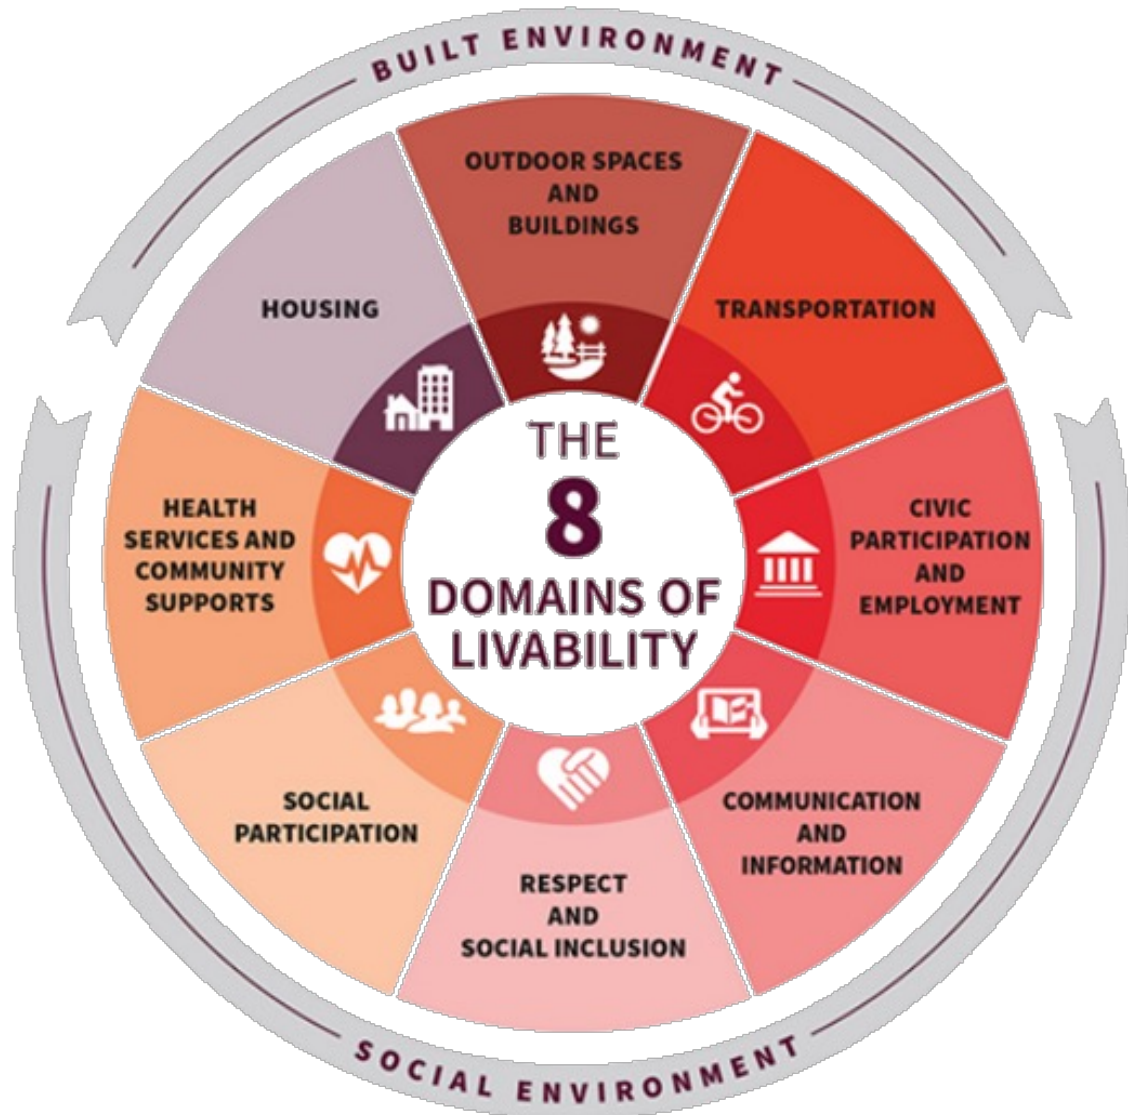 BUILT ENVIRONMENT
OUTDOOR SPACES
AND
BUILDINGS
TRANSPORTATION
CIVIC
PARTICIPATION
AND
EMPLOYMENT
COMMUNICATION
AND
INFORMATION
RESPECT
AND
SOCIAL INCLUSION
SOCIAL
PARTICIPATION
HEALTH
SERVICES AND
COMMUNITY
SUPPORTS
HOUSING
THE
8
DOMAINS OF
LIVABILITY
SOCIAL ENVIRONMENT